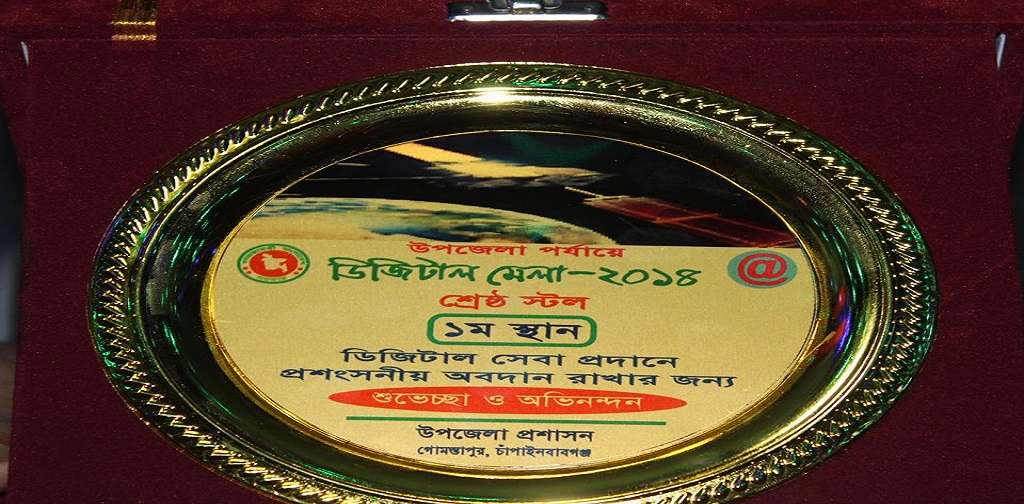 উপজেলা পর্যায়ে
ডিজিটাল মেলা-২০১৪
@
শ্রেষ্ঠ স্টল
১ম স্থান
ডিজিটাল সেবা প্রদানে
প্রশংসনীয় অবদান রাখার জন্য
শুভেচ্ছা ও অভিনন্দন
উপজেলা প্রশাসন
গোমস্তাপুর, চাঁপাইনবাবগঞ্জ